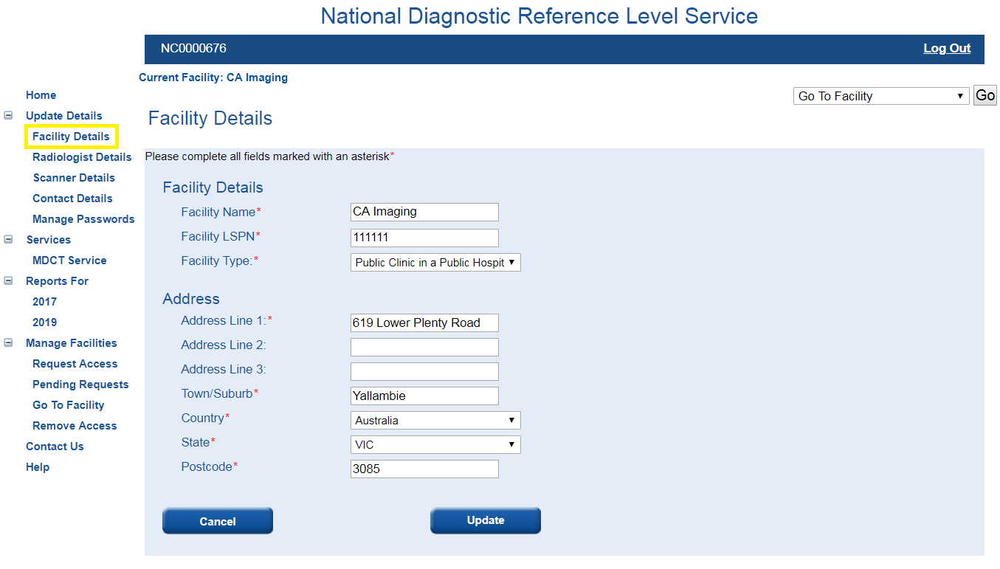 National Diagnostic Reference Level Service
NC0000676
Log Out
Current Facility: CA Imaging
Go To Facility
Go
Home
Update Details
Facility Details
Radiologist Details
Scanner Details
Contact Details
Manage Passwords
Services
MDCT Service
Reports For
2017
2019
Manage Facilities
Request Access
Pending Requests
Go To Facility
Remove Access
Contact Us
Help
Facility Details
Please complete all fields marked with an asterisk*
Facility Details
Facility Name* CA Imaging
Facility LSPN* 111111
Facility Type:* Public Clinic in a Public Hospit
Address
Address Line 1:* 619 Lower Plenty Road
Address Line 2:
Address Line 3:
Town/Suburb* Yallambie
Country* Australia
State* VIC
Postcode* 3085
Cancel
Update